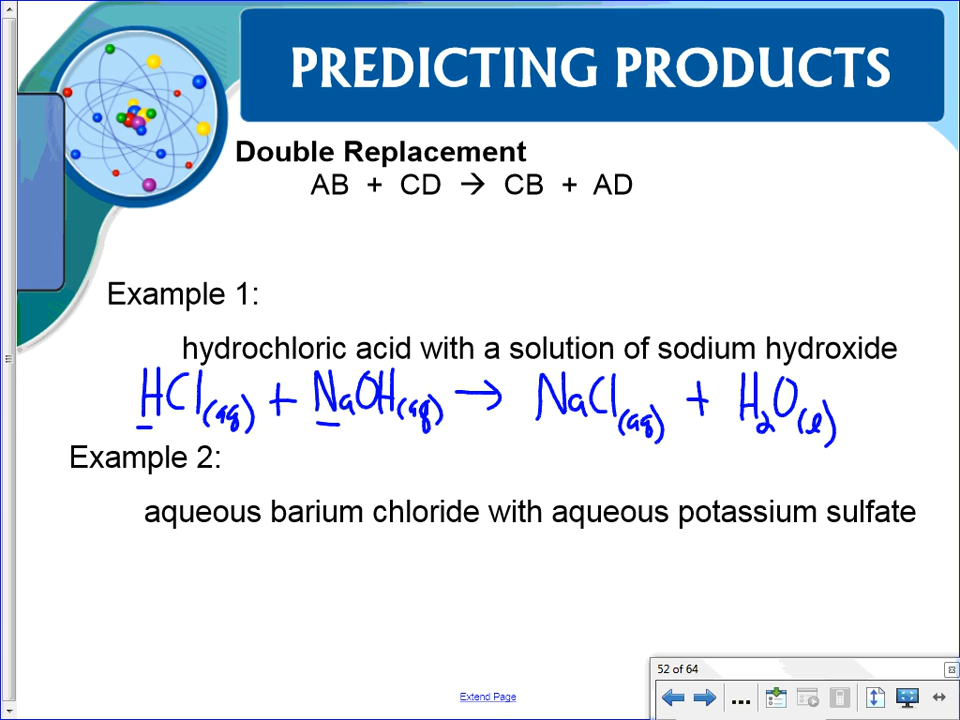 PREDICTING PRODUCTS
Double Replacement
AB + CD → CB + AD
Example 1:
hydrochloric acid with a solution of sodium hydroxide
HCl(aq) + NaOH(aq) → NaCl(aq) + H2O(l)
Example 2:
aqueous barium chloride with aqueous potassium sulfate
52 of 64
Extend Page